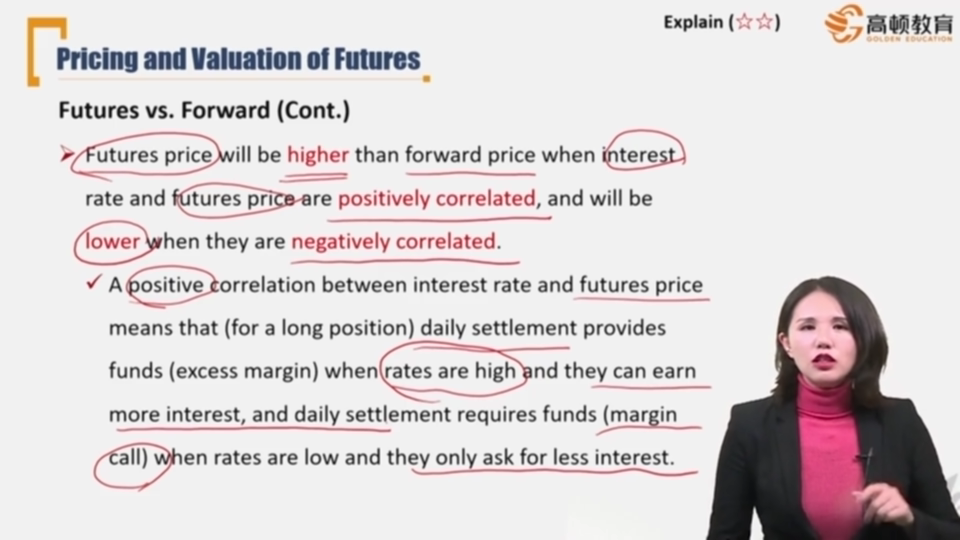 Explain (☆☆)
高顿教育
GOLDEN EDUCATION
Pricing and Valuation of Futures
Futures vs. Forward (Cont.)
➢ Futures price will be higher than forward price when interest
rate and futures price are positively correlated, and will be
lower when they are negatively correlated.
✓ A positive correlation between interest rate and futures price
means that (for a long position) daily settlement provides
funds (excess margin) when rates are high and they can earn
more interest, and daily settlement requires funds (margin
call) when rates are low and they only ask for less interest.